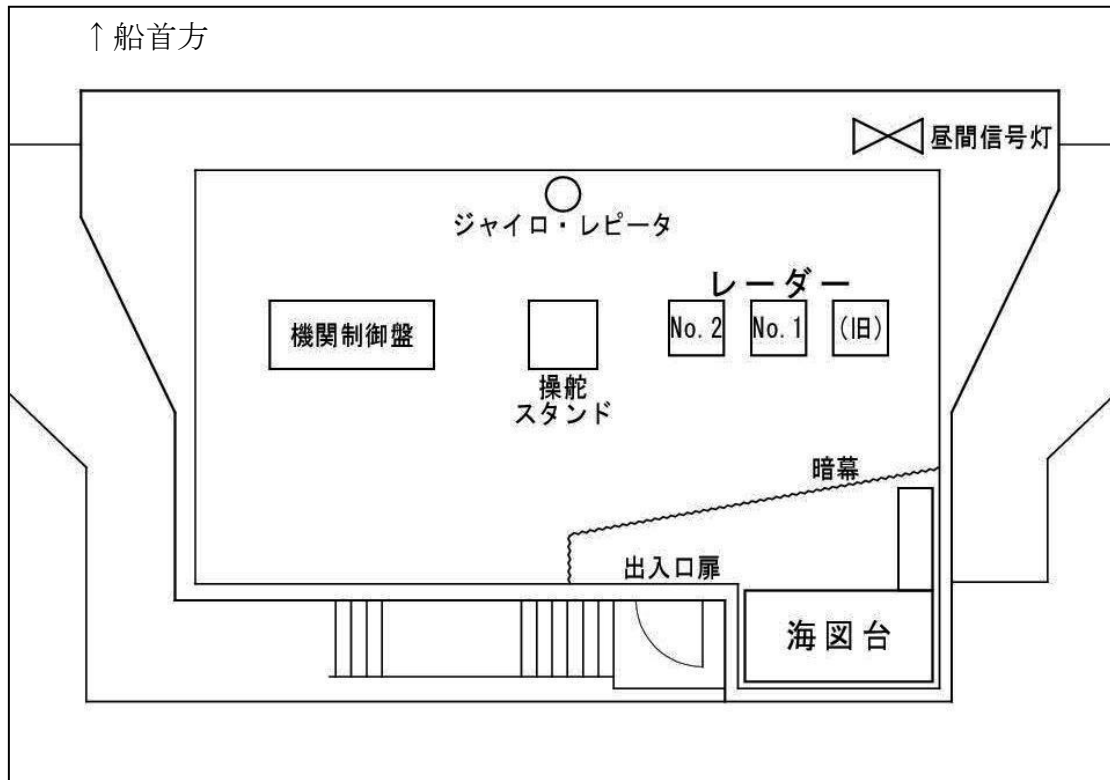 ↑船首方
昼間信号灯
ジャイロ・レピータ
レーダー
機関制御盤
No.2
No.1
(旧)
操舵
スタンド
暗幕
出入口扉
海図台